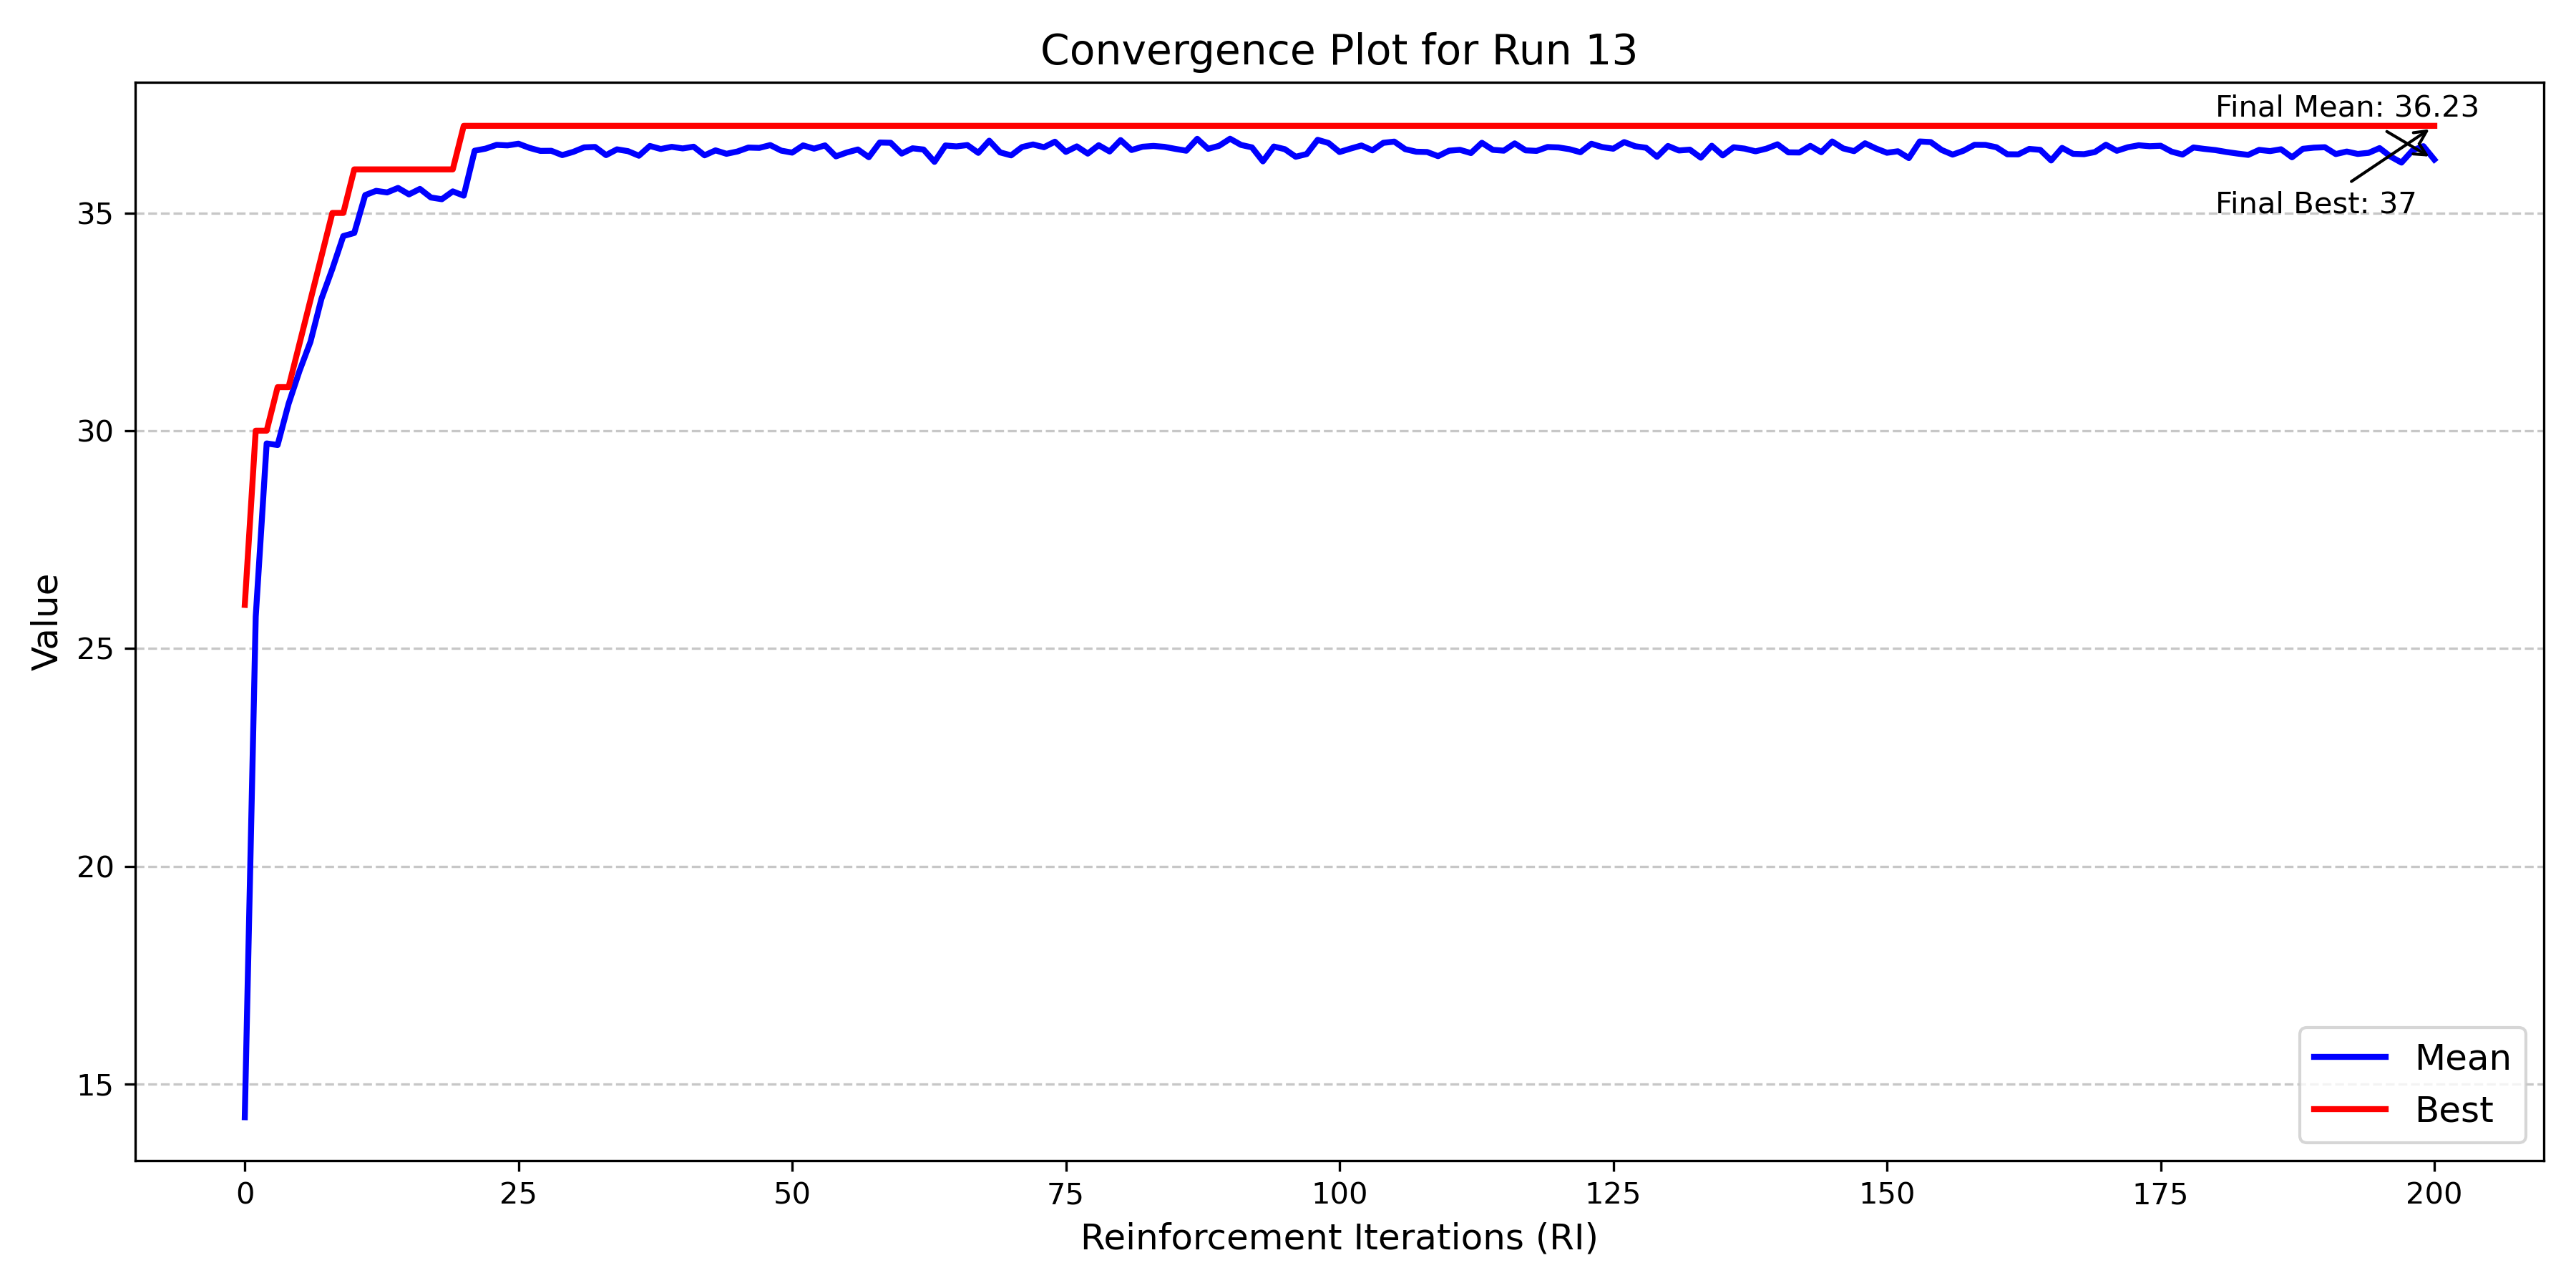 Convergence Plot for Run 13
Final Mean: 36.23
Final Best: 37
Value
35
30
25
20
15
0 25 50 75 100 125 150 175 200
Reinforcement Iterations (RI)
Mean
Best